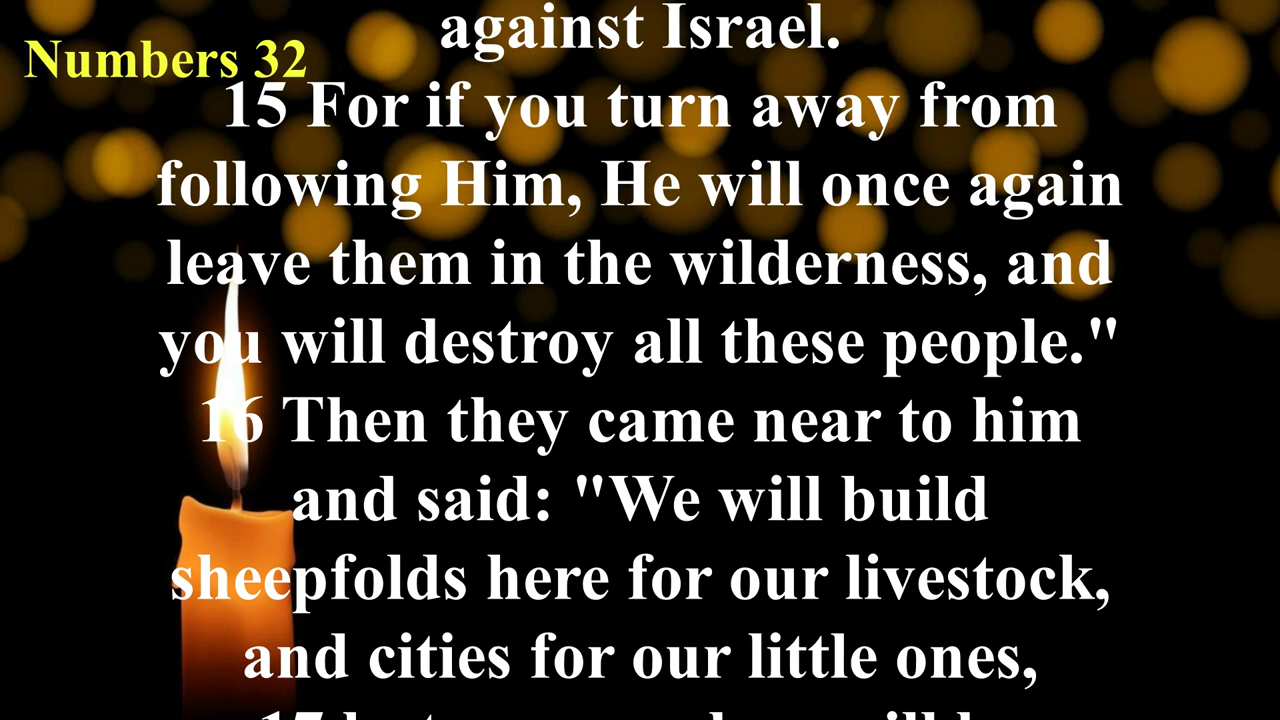 against Israel.
Numbers 32
15 For if you turn away from
following Him, He will once again
leave them in the wilderness, and
you will destroy all these people."
16 Then they came near to him
and said: "We will build
sheepfolds here for our livestock,
and cities for our little ones,